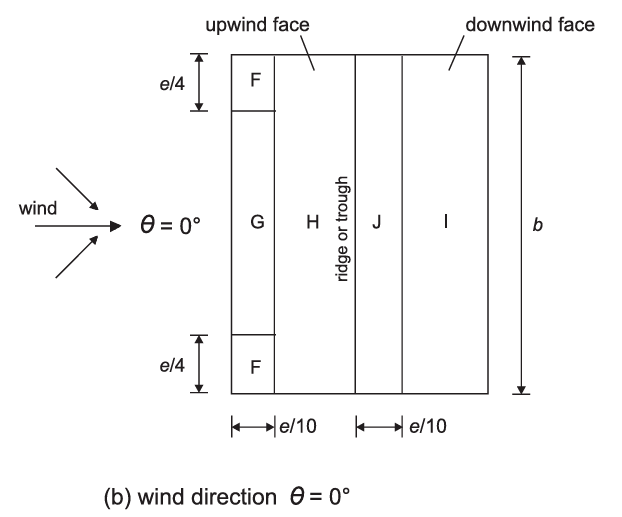 upwind face
downwind face
e/4
F
wind
θ = 0°
G
H
ridge or trough
J
I
b
e/4
F
e/10
e/10
(b) wind direction θ = 0°